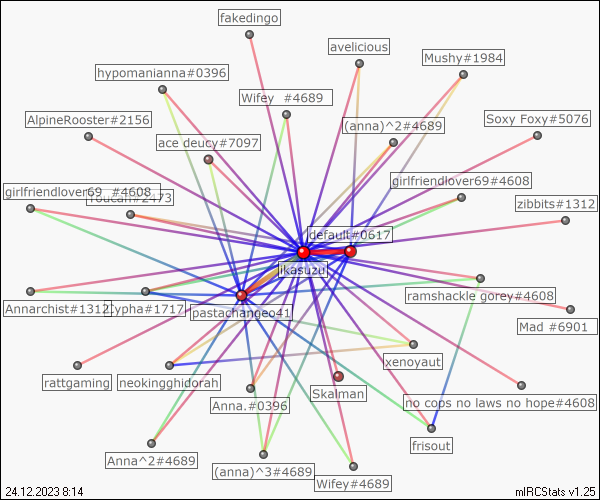 fakedingo
avelicious
Mushy#1984
hypomanianna#0396
Wifey #4689
AlpineRooster#2156
(anna)^2#4689
Soxy Foxy#5076
ace deucy#7097
girlfriendlover69 #4608
girlfriendlover69#4608
Toucan#2473
zibbits#1312
default#0617
ikasuzu
ramshackle gorey#4608
Annarchist#1312
ypha#1717
pastachangeo41
Mad #6901
xenoyaut
rattgaming
neokingghidorah
Skalman
no cops no laws no hope#4608
Anna.#0396
frisout
Anna^2#4689
(anna)^3#4689
Wifey#4689
24.12.2023 8:14
mIRCStats v1.25